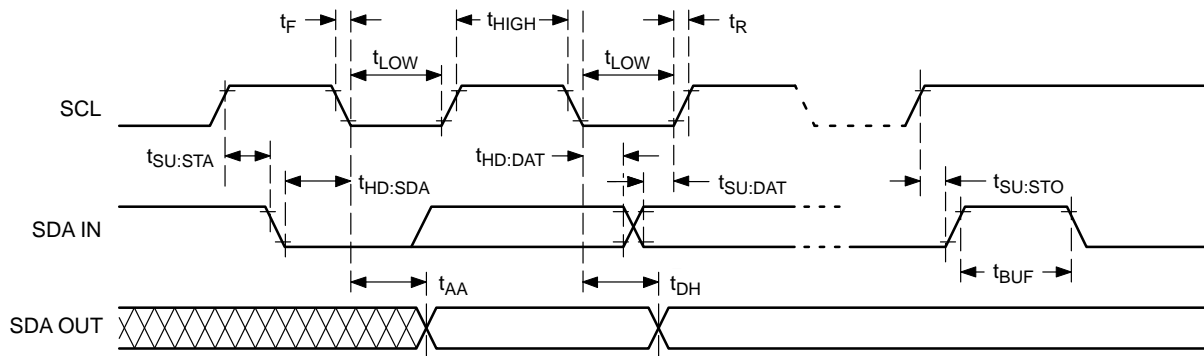 tF tHIGH tR
tLOW tLOW
SCL
tSU:STA tHD:DAT
tHD:SDA tSU:DAT tSU:STO
SDA IN
tBUF
tAA tDH
SDA OUT